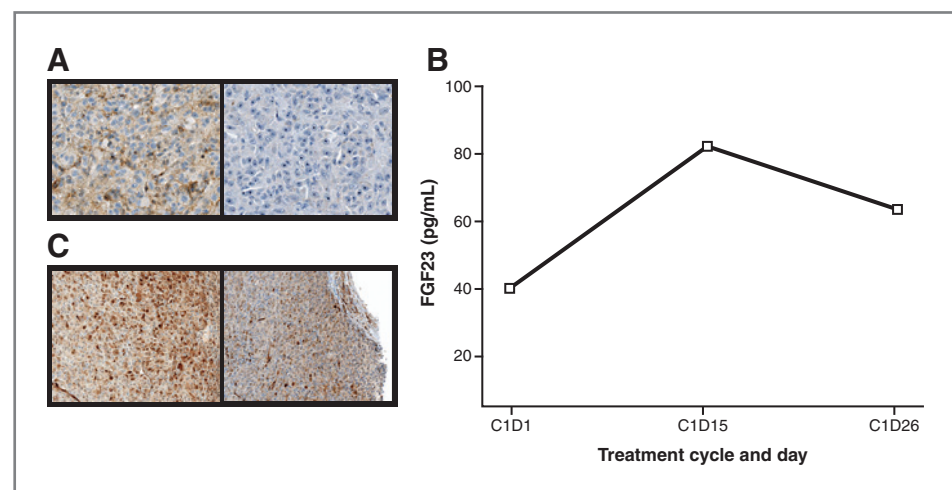 A
B
C
100
80
60
40
20
FGF23 (pg/mL)
C1D1
C1D15
C1D26
Treatment cycle and day